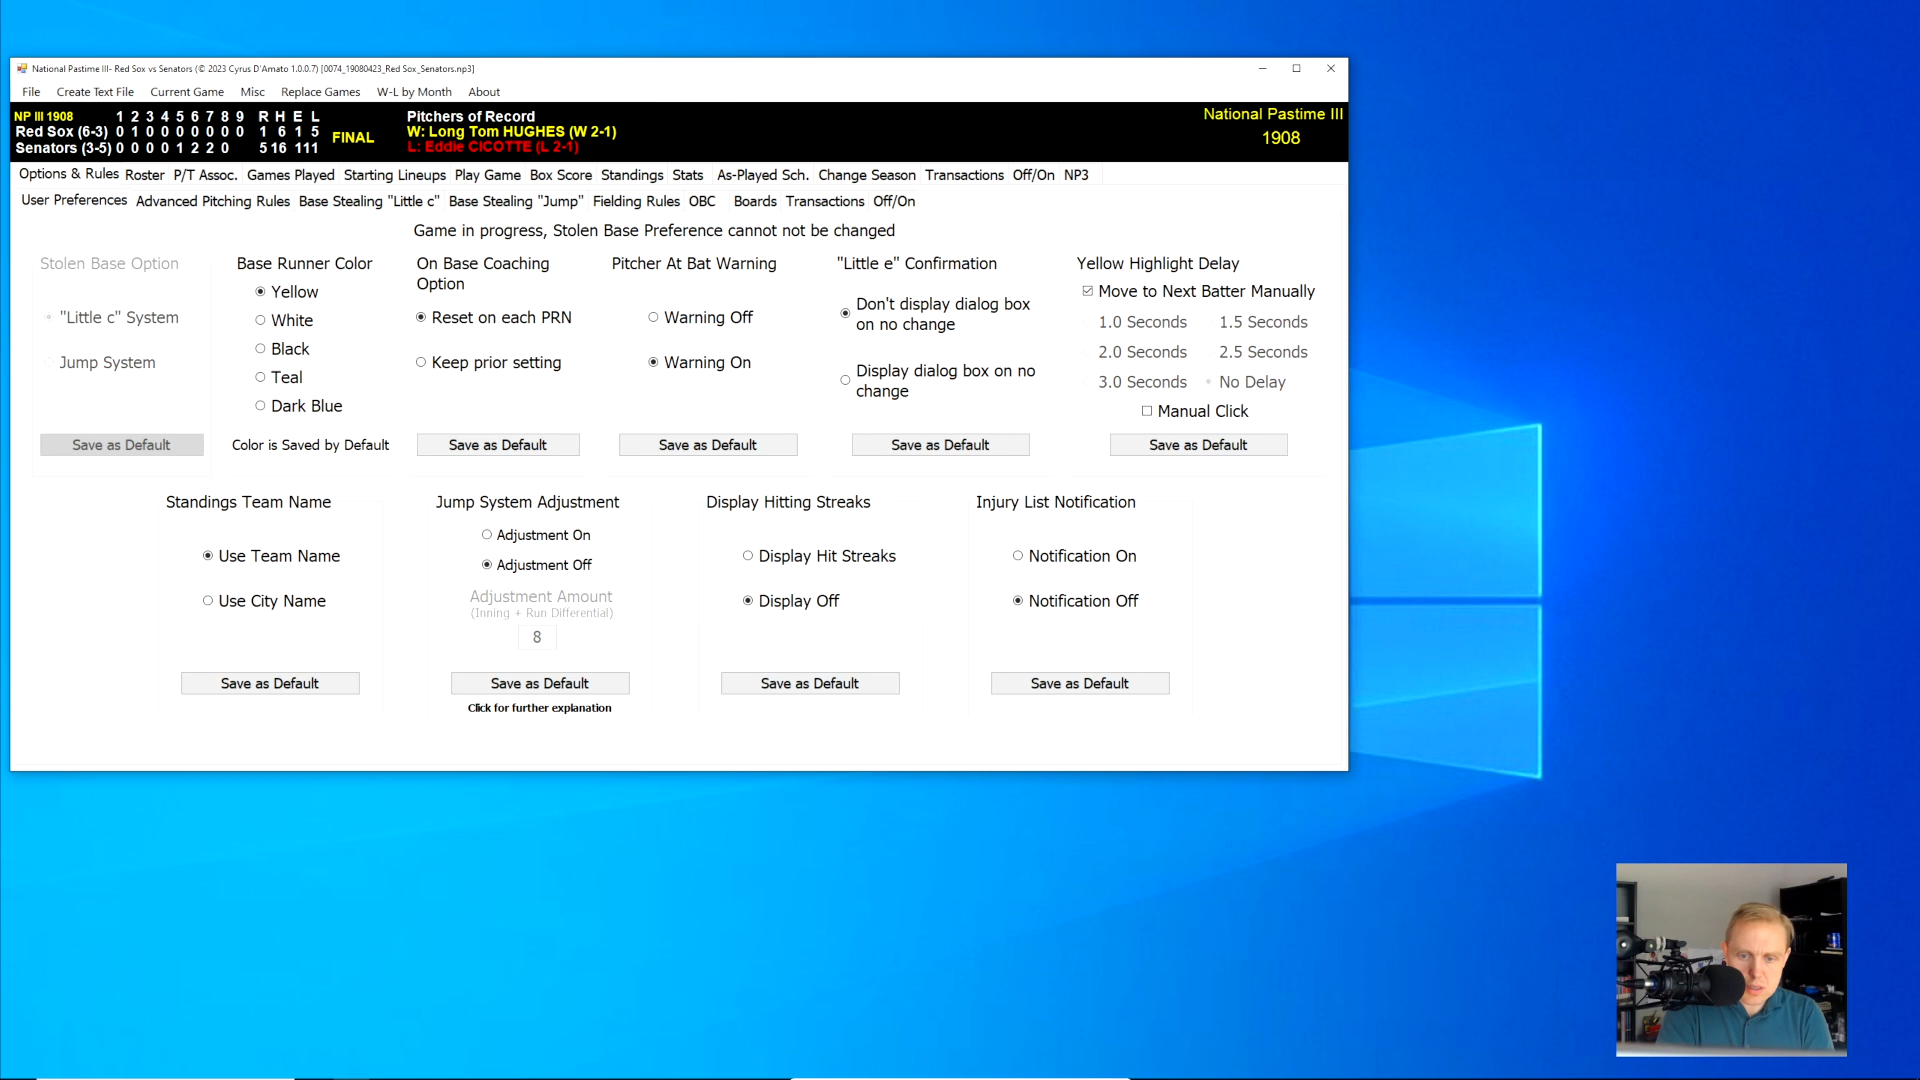 National Pastime III- Red Sox vs Senators (© 2023 Cyrus D'Amato 1.0.0.7) [0074_19080423_Red Sox_Senators.np3]
File Create Text File Current Game Misc Replace Games W-L by Month About
NP III 1908 1 2 3 4 5 6 7 8 9 R H E L Pitchers of Record National Pastime III
Red Sox (6-3) 0 1 0 0 0 0 0 0 0 1 6 1 5 FINAL W: Long Tom HUGHES (W 2-1) 1908
Senators (3-5) 0 0 0 0 1 2 2 0 5 16 1 11 L: Eddie CICOTTE (L 2-1)
Options & Rules Roster P/T Assoc. Games Played Starting Lineups Play Game Box Score Standings Stats As-Played Sch. Change Season Transactions Off/On NP3
User Preferences Advanced Pitching Rules Base Stealing "Little c" Base Stealing "Jump" Fielding Rules OBC Boards Transactions Off/On
Game in progress, Stolen Base Preference cannot not be changed
Stolen Base Option
"Little c" System
Jump System
Save as Default
Base Runner Color
Yellow
White
Black
Teal
Dark Blue
Color is Saved by Default
On Base Coaching
Option
Reset on each PRN
Keep prior setting
Save as Default
Pitcher At Bat Warning
Warning Off
Warning On
Save as Default
"Little e" Confirmation
Don't display dialog box
on no change
Display dialog box on no
change
Save as Default
Yellow Highlight Delay
Move to Next Batter Manually
1.0 Seconds 1.5 Seconds
2.0 Seconds 2.5 Seconds
3.0 Seconds No Delay
Manual Click
Save as Default
Standings Team Name
Use Team Name
Use City Name
Save as Default
Jump System Adjustment
Adjustment On
Adjustment Off
Adjustment Amount
(Inning + Run Differential)
8
Save as Default
Click for further explanation
Display Hitting Streaks
Display Hit Streaks
Display Off
Save as Default
Injury List Notification
Notification On
Notification Off
Save as Default